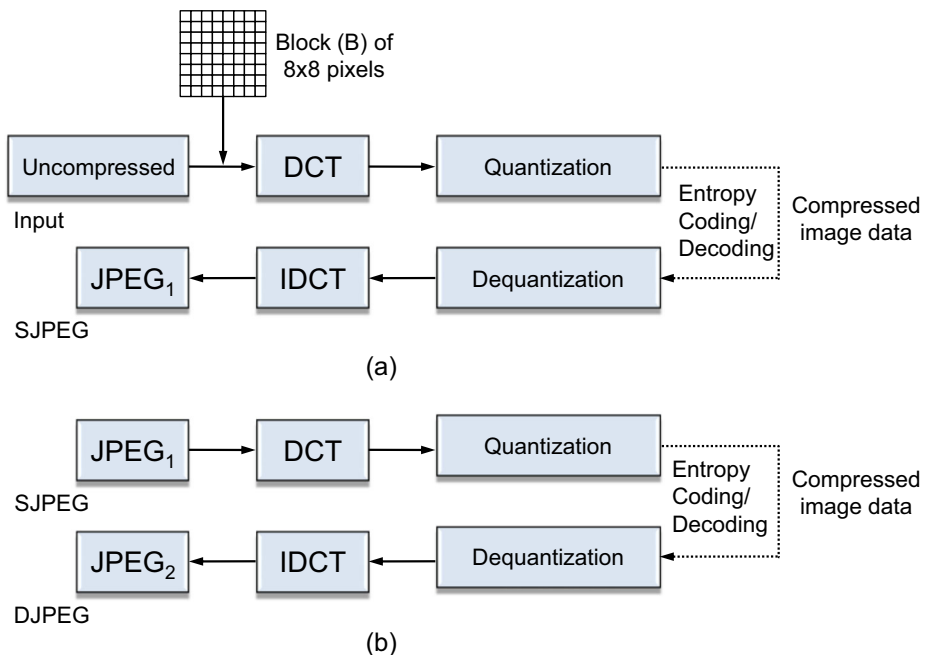 Block (B) of
8x8 pixels
Uncompressed
DCT
Quantization
Input
Entropy
Coding/
Decoding
Compressed
image data
JPEG₁
IDCT
Dequantization
SJPEG
(a)
JPEG₁
DCT
Quantization
SJPEG
Entropy
Coding/
Decoding
Compressed
image data
JPEG₂
IDCT
Dequantization
DJPEG
(b)